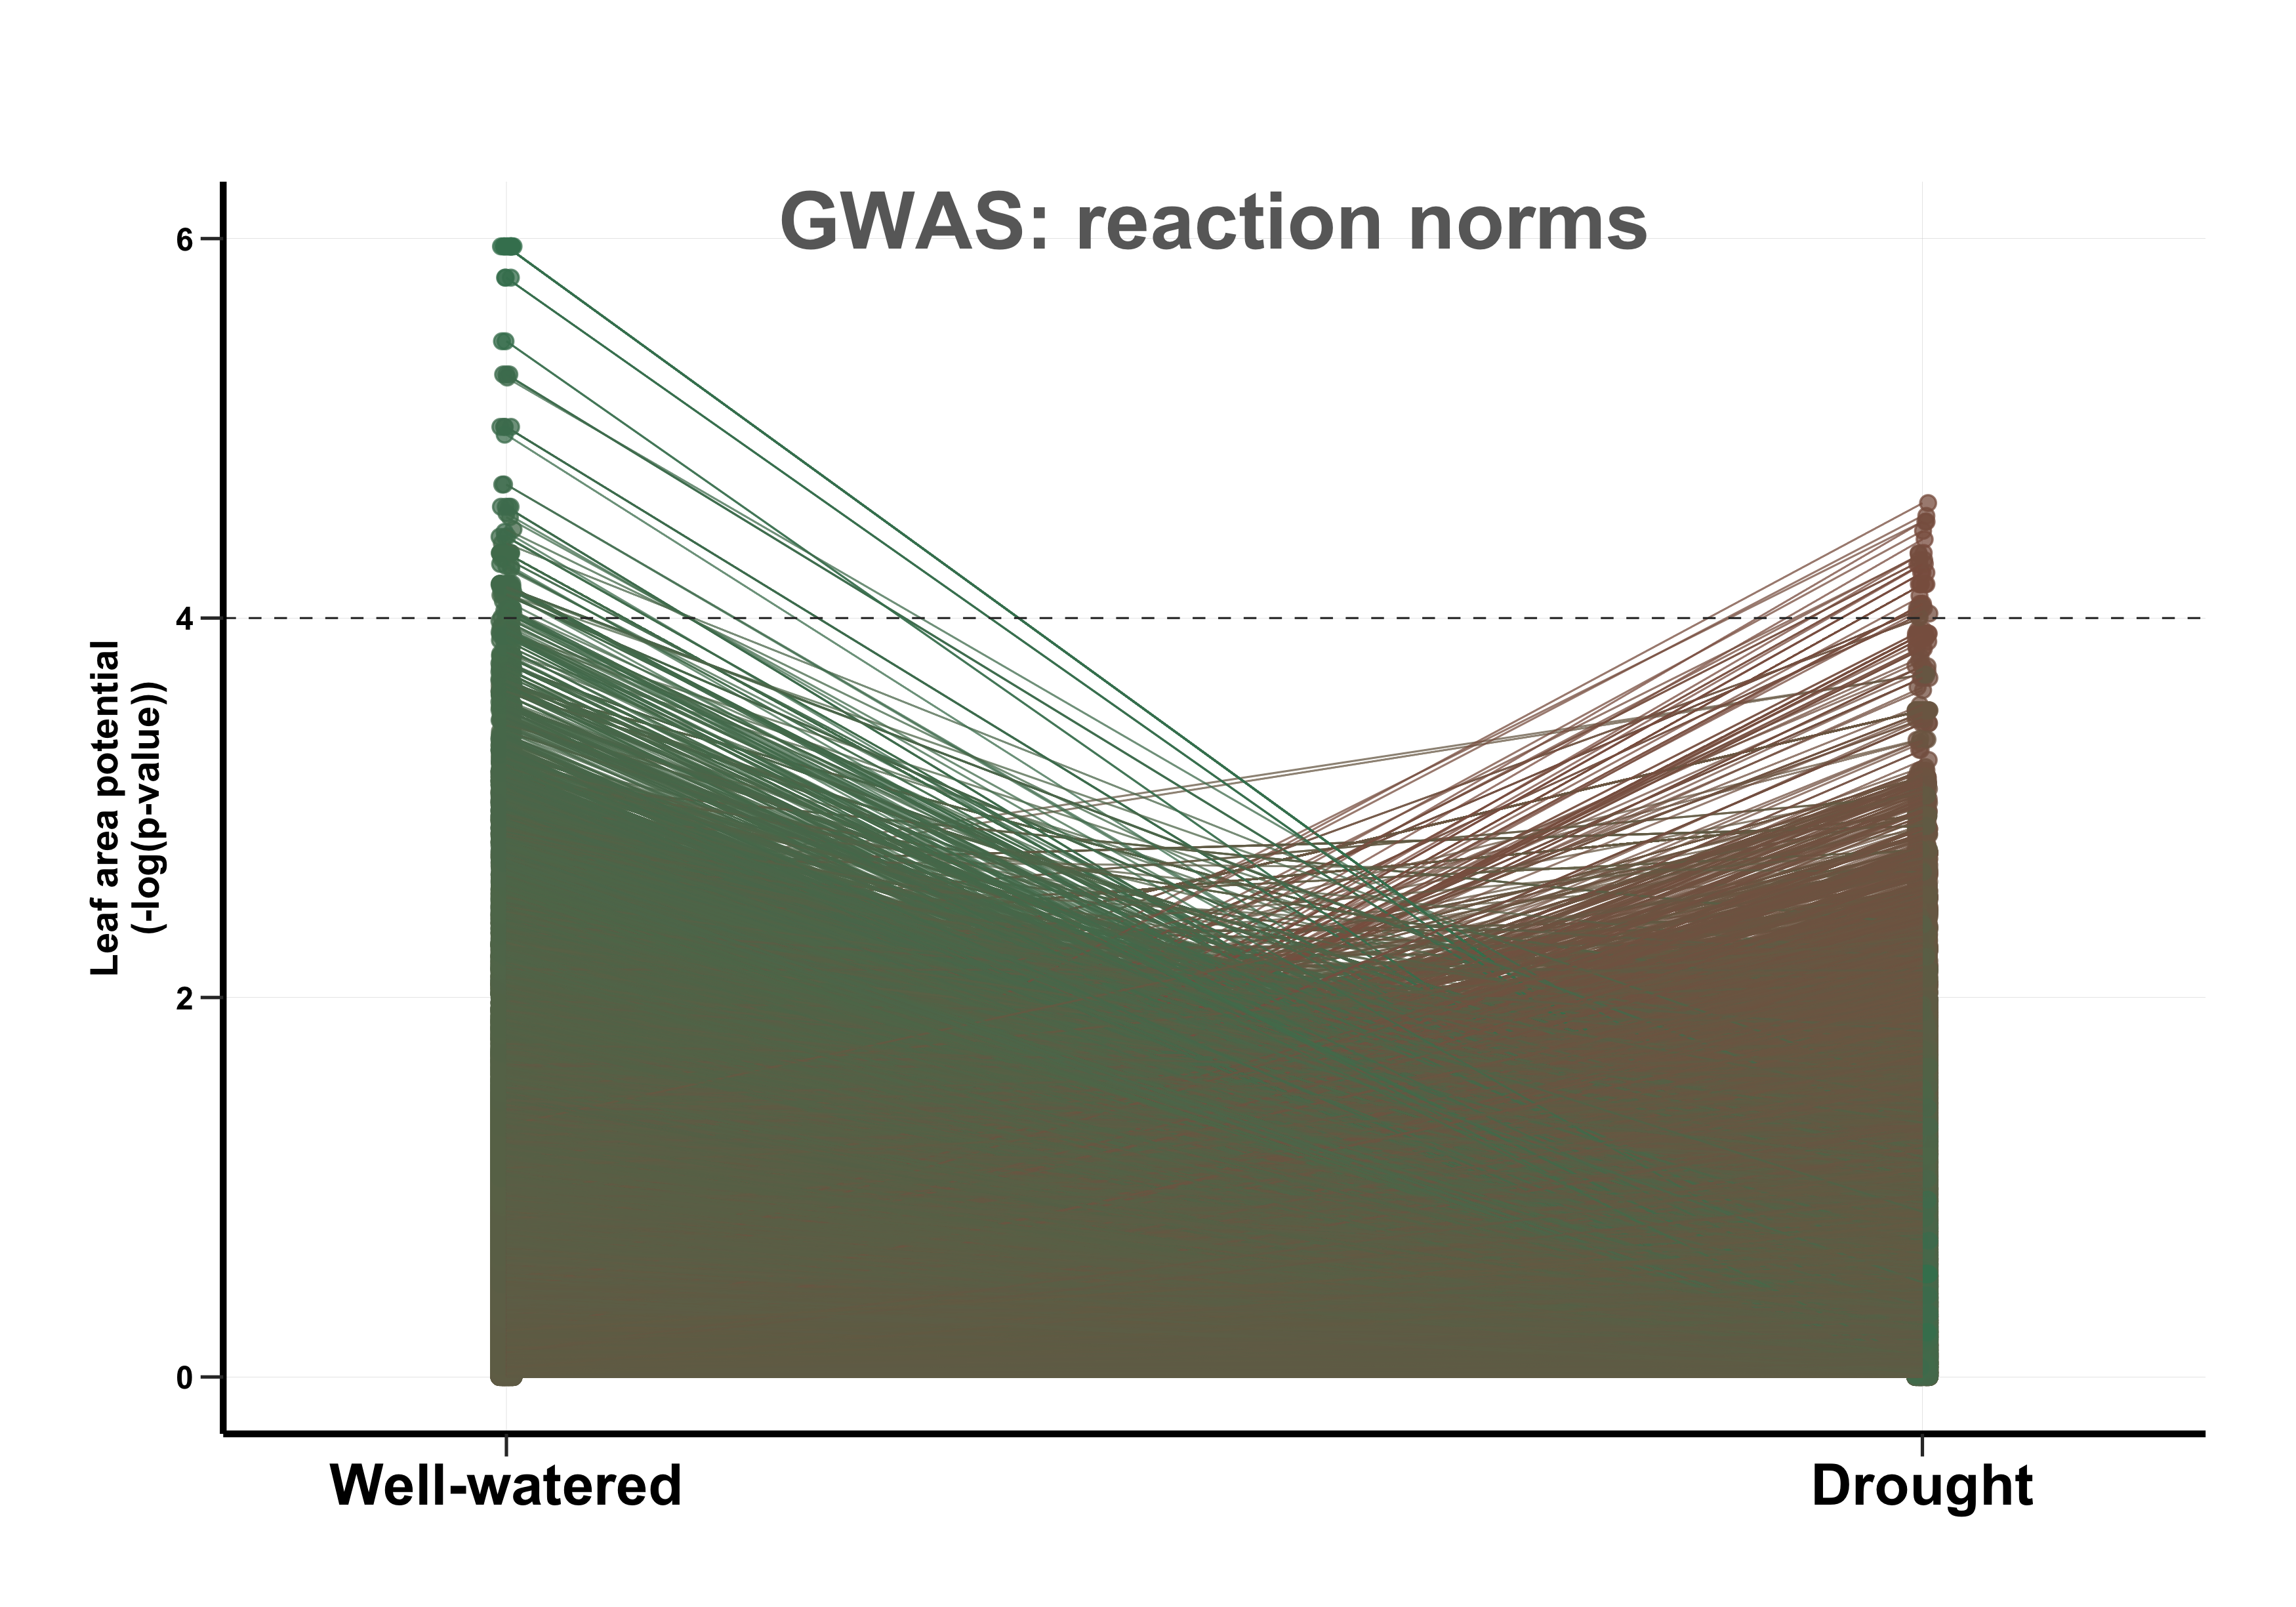 GWAS: reaction norms
Leaf area potential
(-log(p-value))
6
4
2
0
Well-watered
Drought